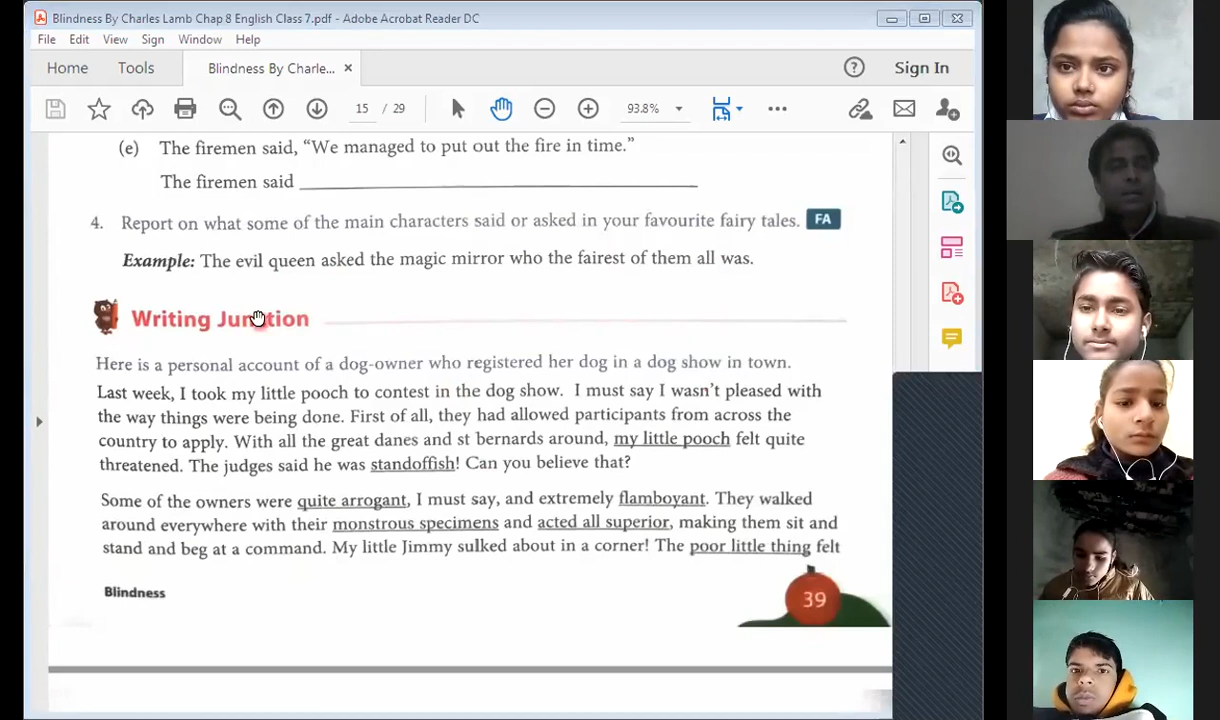 Blindness By Charles Lamb Chap 8 English Class 7.pdf - Adobe Acrobat Reader DC
File Edit View Sign Window Help
Home Tools Blindness By Charle... × Sign In
15 / 29 93.8%
(e) The firemen said, “We managed to put out the fire in time.”
The firemen said
4. Report on what some of the main characters said or asked in your favourite fairy tales. FA
Example: The evil queen asked the magic mirror who the fairest of them all was.
Writing Junction
Here is a personal account of a dog-owner who registered her dog in a dog show in town.
Last week, I took my little pooch to contest in the dog show. I must say I wasn’t pleased with
the way things were being done. First of all, they had allowed participants from across the
country to apply. With all the great danes and st bernards around, my little pooch felt quite
threatened. The judges said he was standoffish! Can you believe that?
Some of the owners were quite arrogant, I must say, and extremely flamboyant. They walked
around everywhere with their monstrous specimens and acted all superior, making them sit and
stand and beg at a command. My little Jimmy sulked about in a corner! The poor little thing felt
Blindness
39